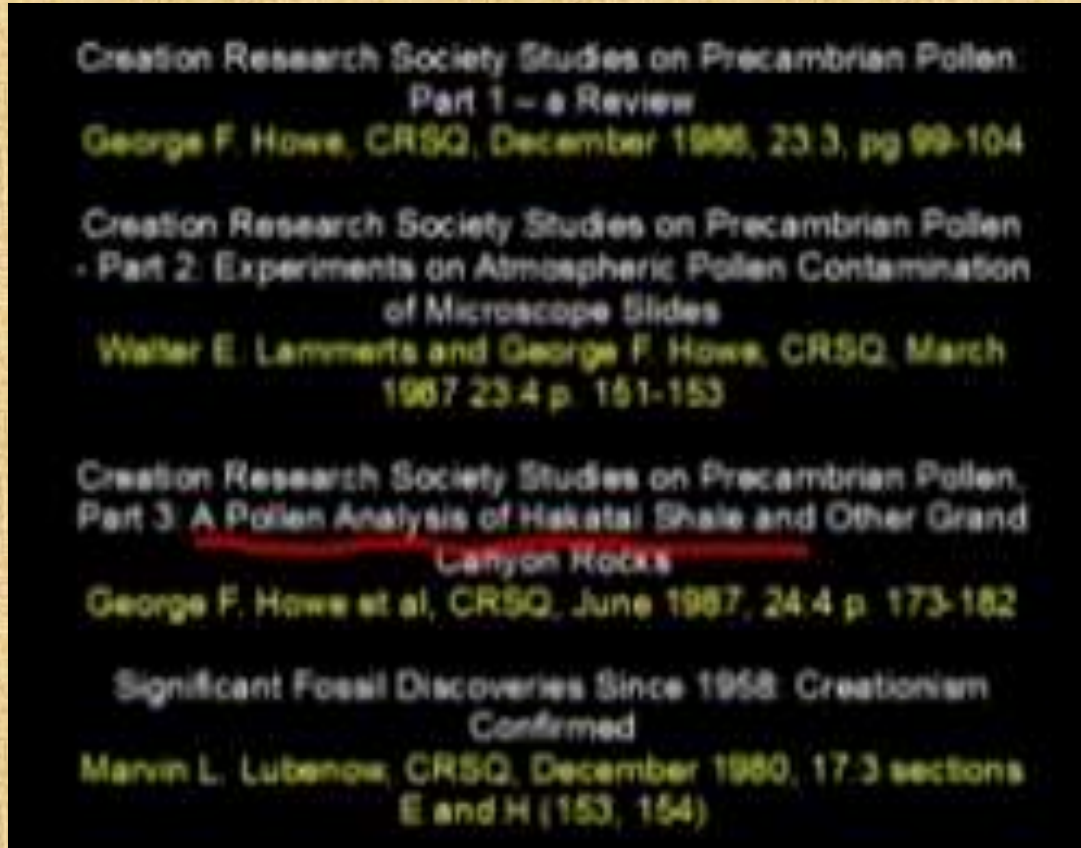 Creation Research Society Studies on Precambrian Pollen:
Part 1 – a Review
George F. Howe, CRSQ, December 1986, 23:3, pg 99-104
Creation Research Society Studies on Precambrian Pollen
- Part 2: Experiments on Atmospheric Pollen Contamination
of Microscope Slides
Walter E. Lammerts and George F. Howe, CRSQ, March
1987 23:4 p. 151-153
Creation Research Society Studies on Precambrian Pollen,
Part 3: A Pollen Analysis of Hakatai Shale and Other Grand
Canyon Rocks
George F. Howe et al, CRSQ, June 1987, 24:4 p. 173-182
Significant Fossil Discoveries Since 1958: Creationism
Confirmed
Marvin L. Lubenow, CRSQ, December 1980, 17:3 sections
E and H (153, 154)